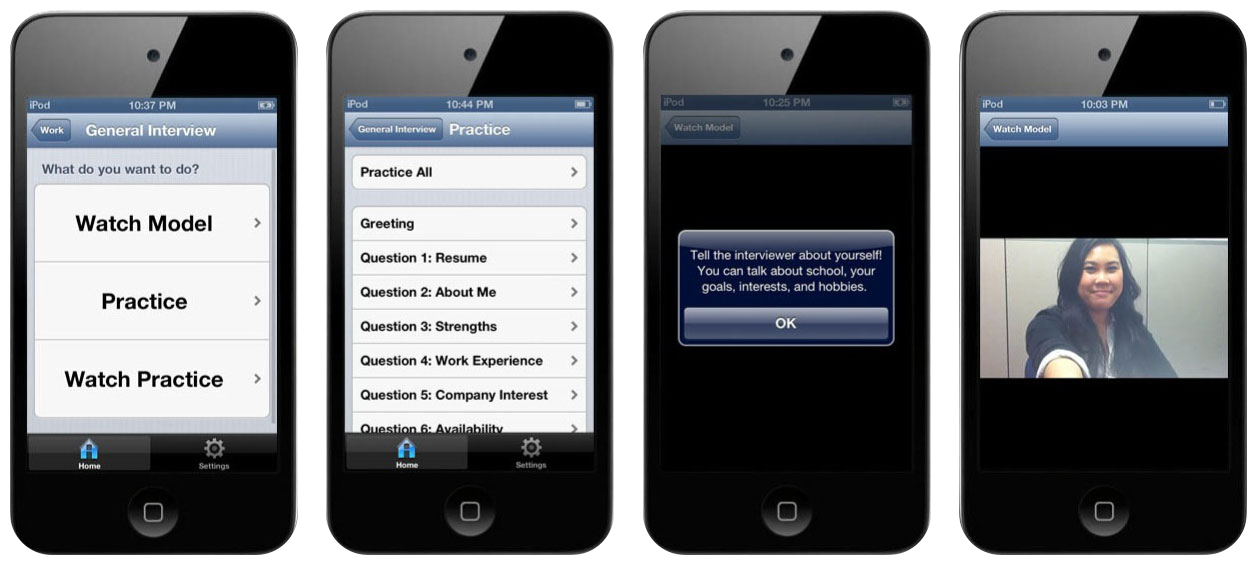 iPod 10:37 PM
Work General Interview
What do you want to do?
Watch Model
Practice
Watch Practice
Home Settings
iPod 10:44 PM
General Interview Practice
Practice All
Greeting
Question 1: Resume
Question 2: About Me
Question 3: Strengths
Question 4: Work Experience
Question 5: Company Interest
Question 6: Availability
Home Settings
iPod 10:25 PM
Watch Model
Tell the interviewer about yourself!
You can talk about school, your
goals, interests, and hobbies.
OK
iPod 10:03 PM
Watch Model